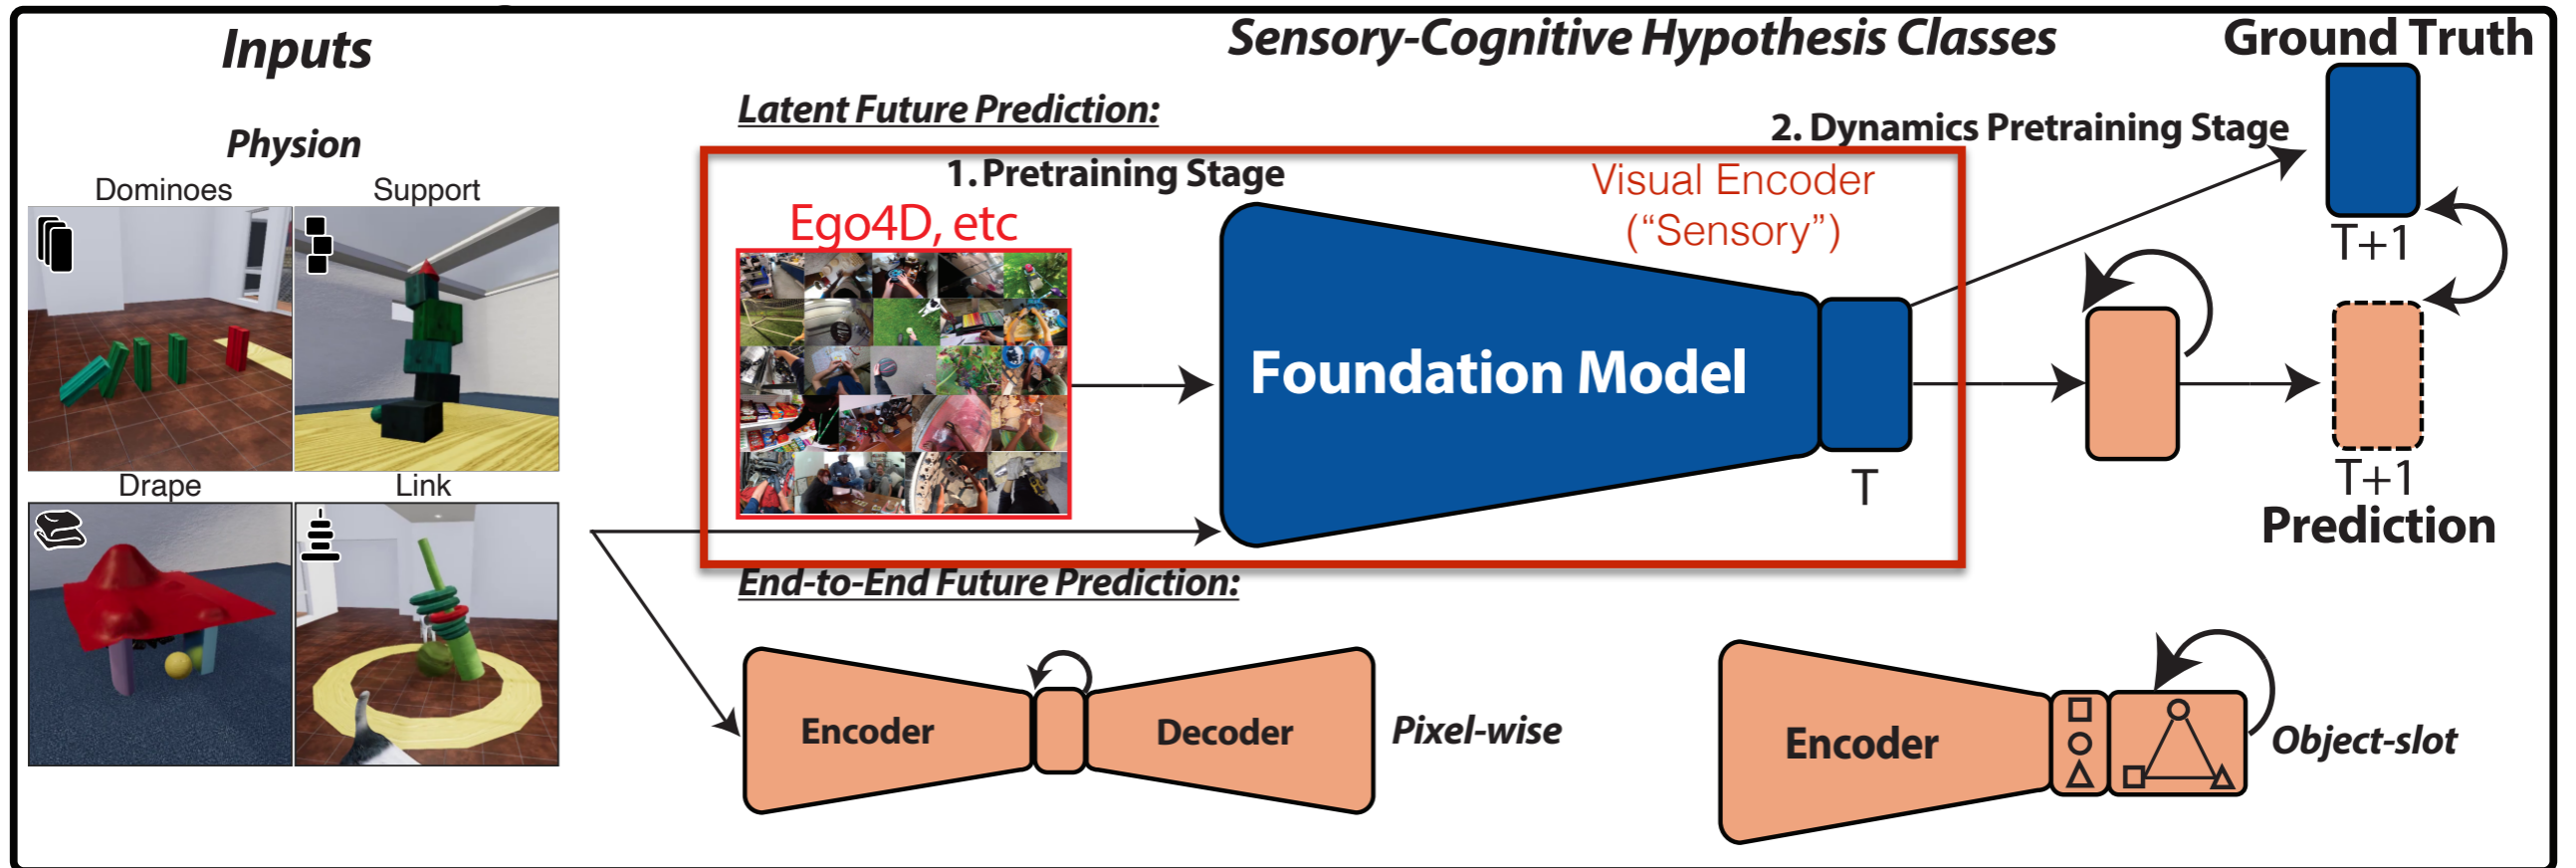 Inputs
Sensory-Cognitive Hypothesis Classes
Ground Truth
Physion
Dominoes
Support
Drape
Link
Latent Future Prediction:
1. Pretraining Stage
Ego4D, etc
Visual Encoder
(“Sensory”)
Foundation Model
T
2. Dynamics Pretraining Stage
T+1
T+1
Prediction
End-to-End Future Prediction:
Encoder
Decoder
Pixel-wise
Encoder
Object-slot